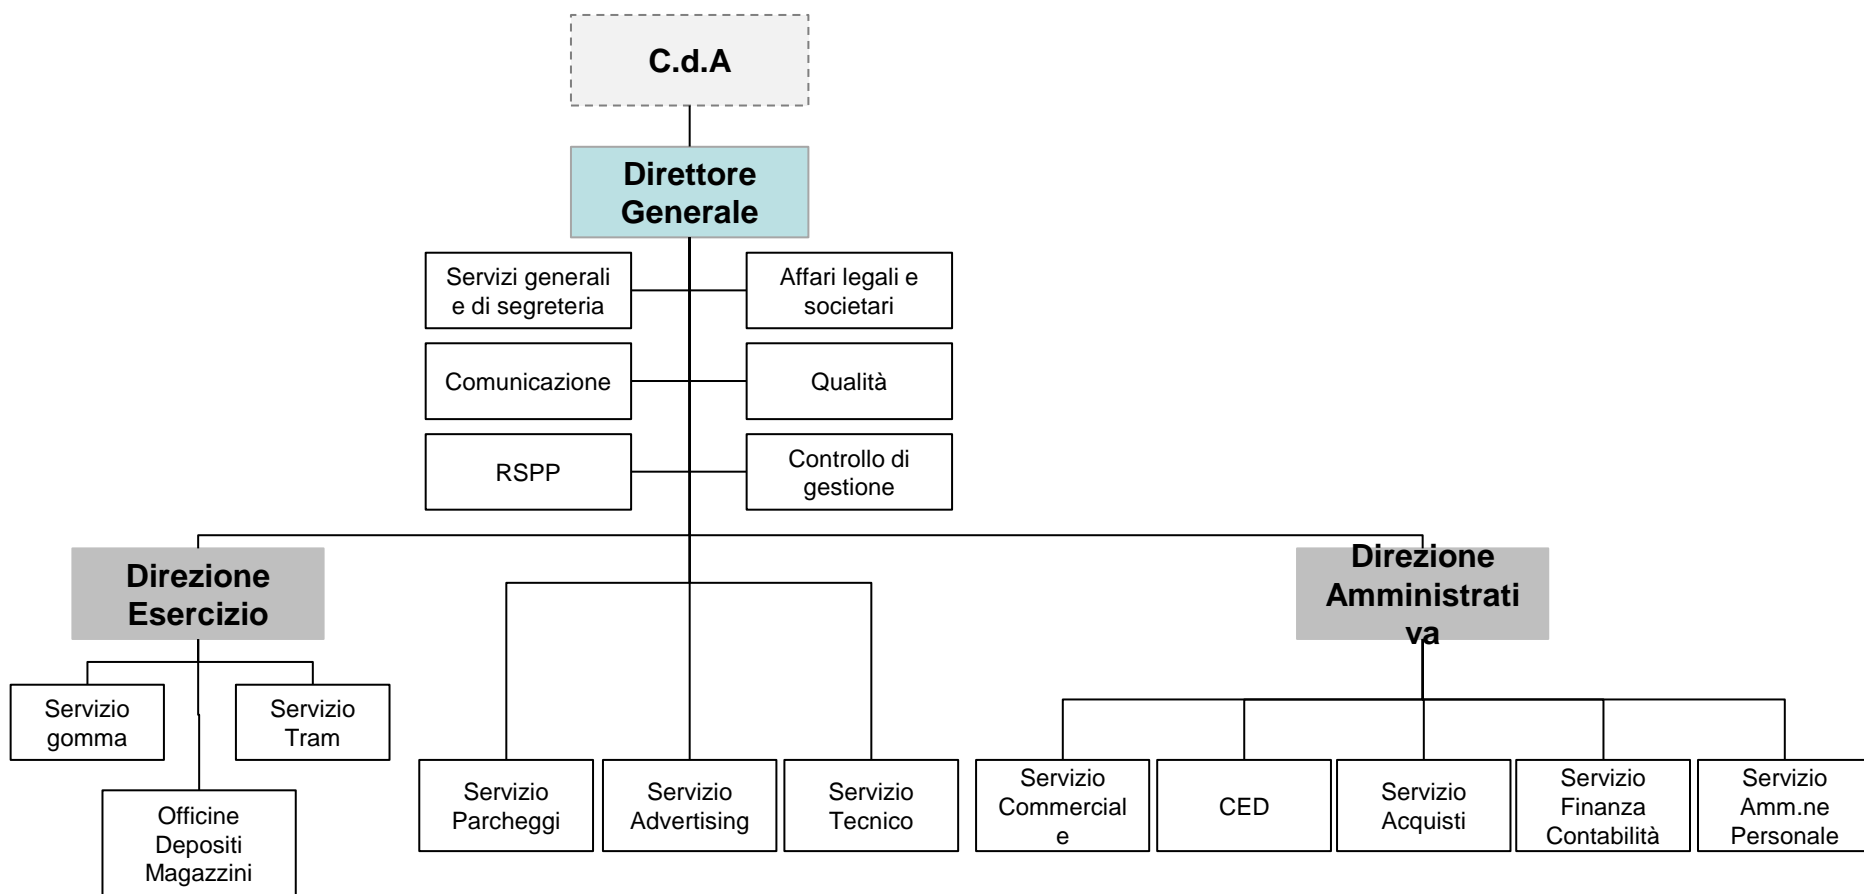 C.d.A
Direttore
Generale
Servizi generali
e di segreteria
Affari legali e
societari
Comunicazione
Qualità
RSPP
Controllo di
gestione
Direzione
Esercizio
Direzione
Amministrati
va
Servizio
gomma
Servizio
Tram
Officine
Depositi
Magazzini
Servizio
Parcheggi
Servizio
Advertising
Servizio
Tecnico
Servizio
Commercial
e
CED
Servizio
Acquisti
Servizio
Finanza
Contabilità
Servizio
Amm.ne
Personale